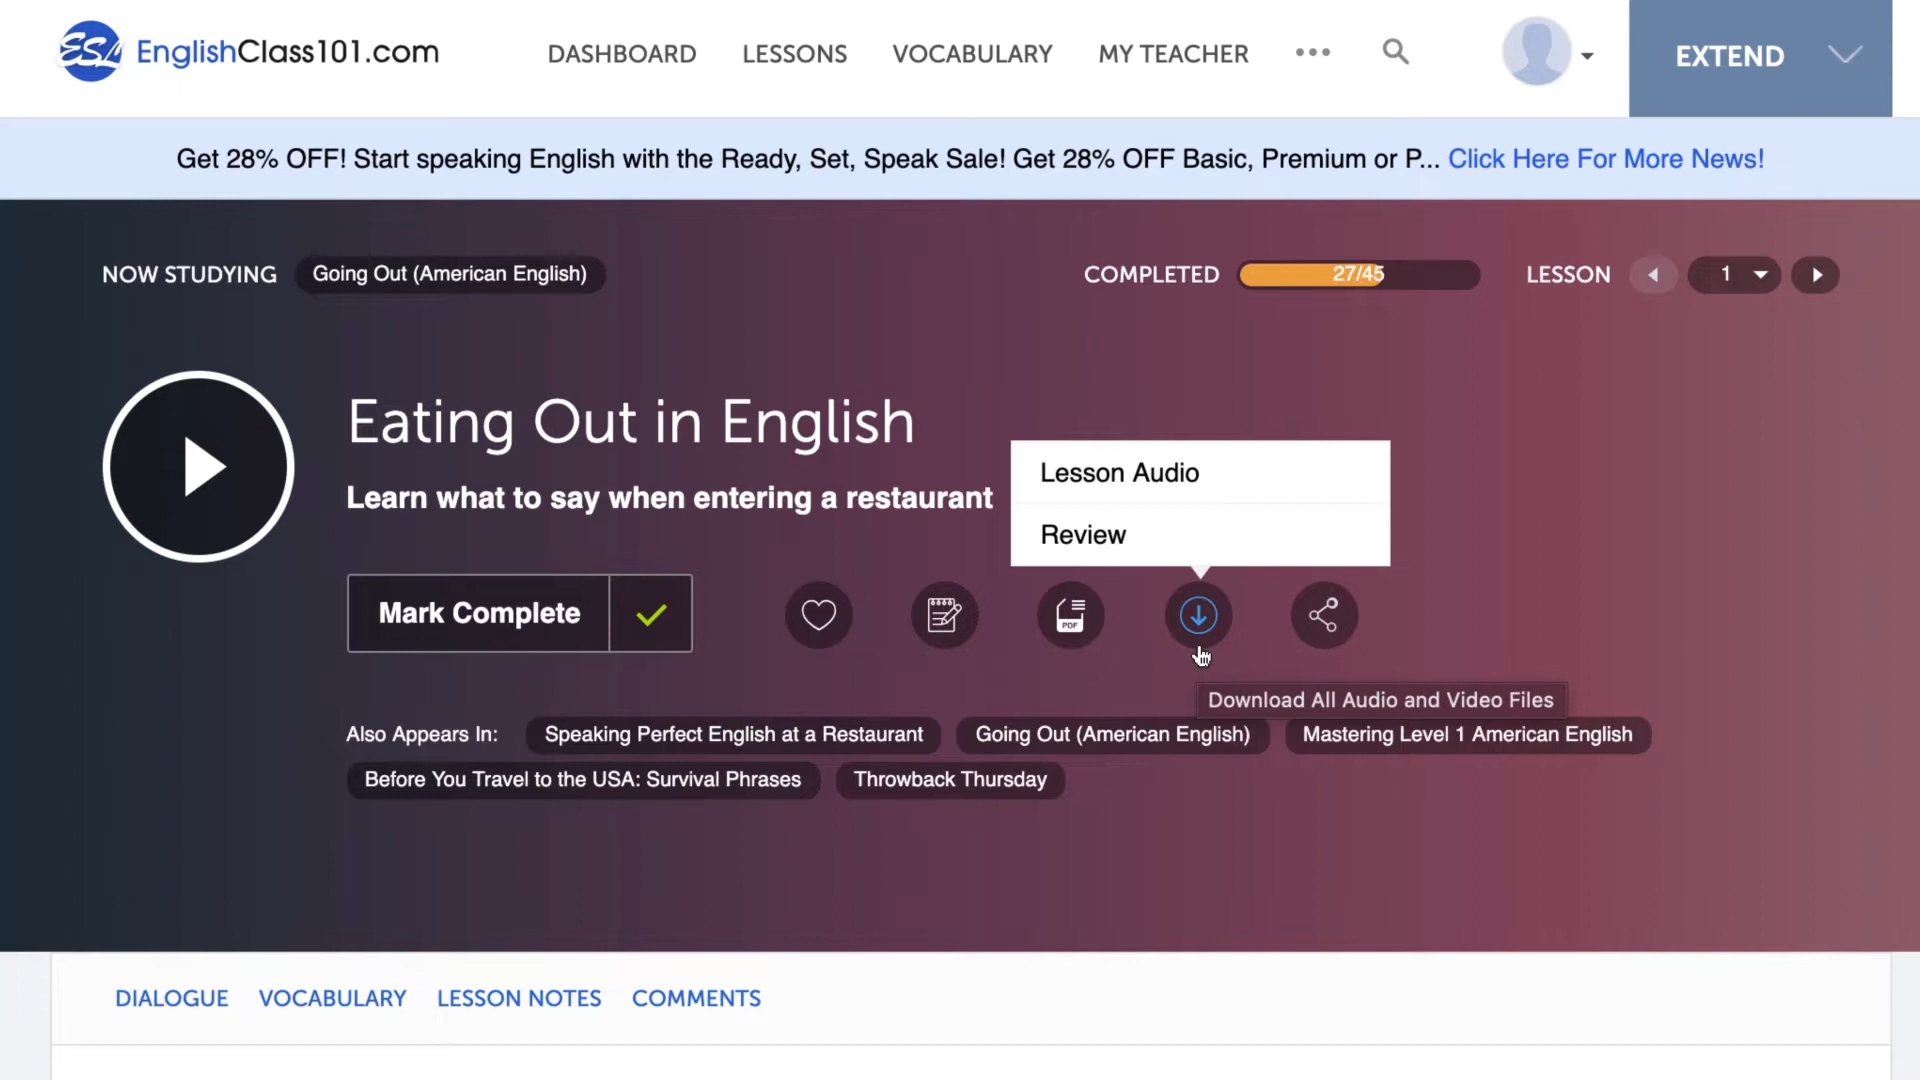 ESL EnglishClass101.com DASHBOARD LESSONS VOCABULARY MY TEACHER EXTEND
Get 28% OFF! Start speaking English with the Ready, Set, Speak Sale! Get 28% OFF Basic, Premium or P... Click Here For More News!
NOW STUDYING Going Out (American English) COMPLETED 27/45 LESSON 1
Eating Out in English
Learn what to say when entering a restaurant
Lesson Audio
Review
Mark Complete
PDF
Download All Audio and Video Files
Also Appears In: Speaking Perfect English at a Restaurant Going Out (American English) Mastering Level 1 American English
Before You Travel to the USA: Survival Phrases Throwback Thursday
DIALOGUE VOCABULARY LESSON NOTES COMMENTS